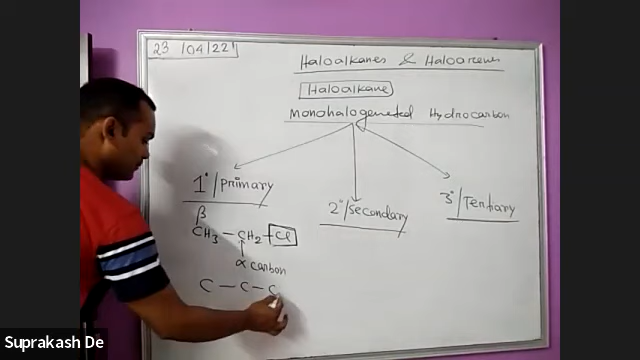 23 /04/22
Haloalkanes & Haloarenes
Haloalkane
Monohalogenated Hydrocarbon
1°/primary
2°/secondary
3°/Tertiary
β
CH3 — CH2 — Cl
α carbon
C — C — C
Suprakash De